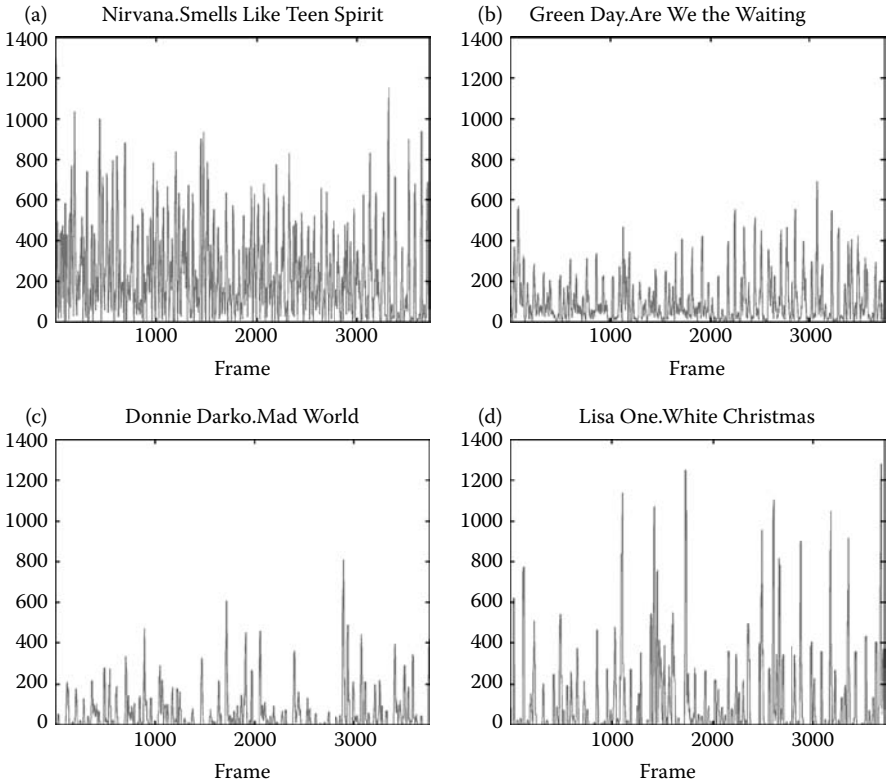 (a) Nirvana.Smells Like Teen Spirit
1400
1200
1000
800
600
400
200
0
1000 2000 3000
Frame
(b) Green Day.Are We the Waiting
1400
1200
1000
800
600
400
200
0
1000 2000 3000
Frame
(c) Donnie Darko.Mad World
1400
1200
1000
800
600
400
200
0
1000 2000 3000
Frame
(d) Lisa One.White Christmas
1400
1200
1000
800
600
400
200
0
1000 2000 3000
Frame